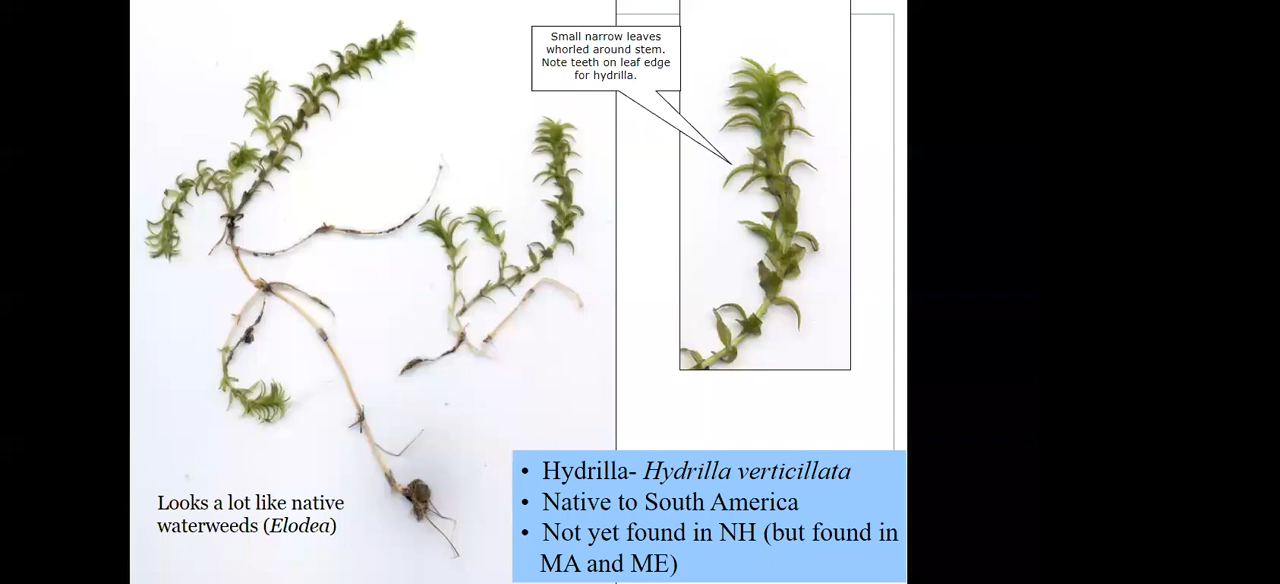 Small narrow leaves
whorled around stem.
Note teeth on leaf edge
for hydrilla.
Looks a lot like native
waterweeds (Elodea)
• Hydrilla- Hydrilla verticillata
• Native to South America
• Not yet found in NH (but found in
MA and ME)